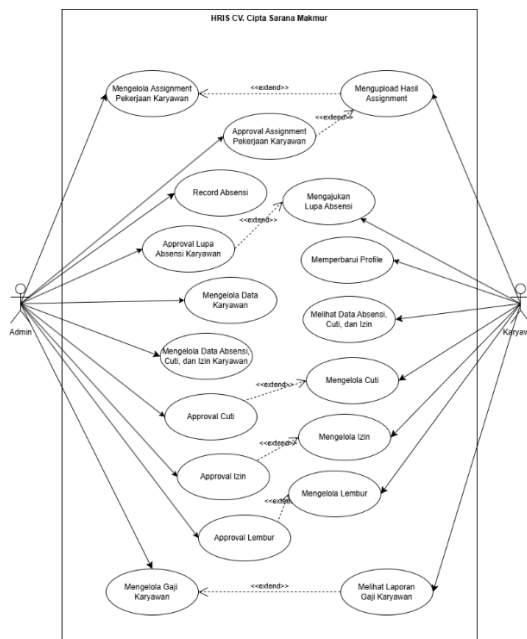 HRIS CV. Cipta Sarana Makmur
Mengelola Assignment
Pekerjaan Karyawan
<<extend>>
Mengupload Hasil
Assignment
<<extend>>
Approval Assignment
Pekerjaan Karyawan
Record Absensi
Mengajukan
Lupa Absensi
<<extend>>
Approval Lupa
Absensi Karyawan
Memperbarui Profile
Mengelola Data
Karyawan
Melihat Data Absensi,
Cuti, dan Izin
Admin
Karyaw
Mengelola Data Absensi,
Cuti, dan Izin Karyawan
<<extend>>
Mengelola Cuti
Approval Cuti
<<extend>>
Mengelola Izin
Approval Izin
<<extend>>
Mengelola Lembur
Approval Lembur
Mengelola Gaji
Karyawan
<<extend>>
Melihat Laporan
Gaji Karyawan